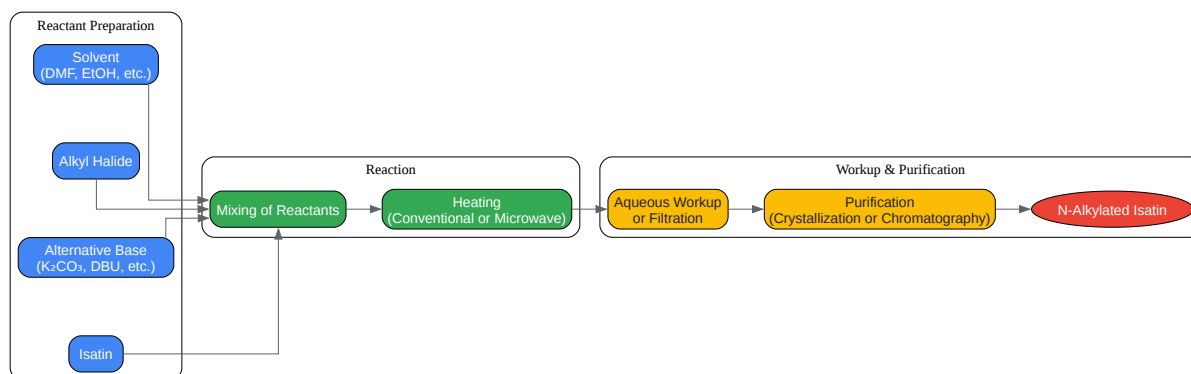 Reactant Preparation
Solvent
(DMF, EtOH, etc.)
Alkyl Halide
Alternative Base
(K₂CO₃, DBU, etc.)
Isatin
Reaction
Mixing of Reactants
Heating
(Conventional or Microwave)
Workup & Purification
Aqueous Workup
or Filtration
Purification
(Crystallization or Chromatography)
N-Alkylated Isatin